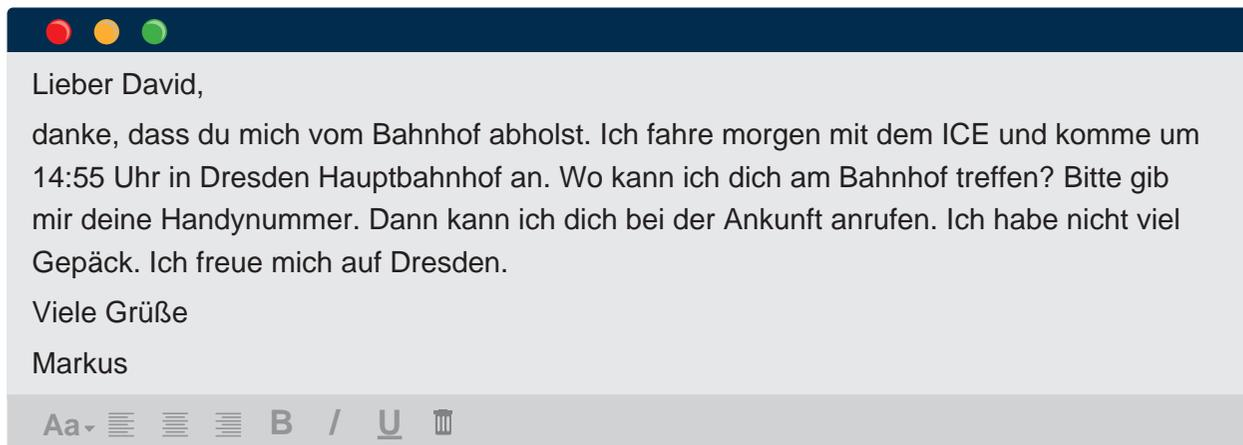 Lieber David,
danke, dass du mich vom Bahnhof abholst. Ich fahre morgen mit dem ICE und komme um
14:55 Uhr in Dresden Hauptbahnhof an. Wo kann ich dich am Bahnhof treffen? Bitte gib
mir deine Handynummer. Dann kann ich dich bei der Ankunft anrufen. Ich habe nicht viel
Gepäck. Ich freue mich auf Dresden.
Viele Grüße
Markus
Aa B I U